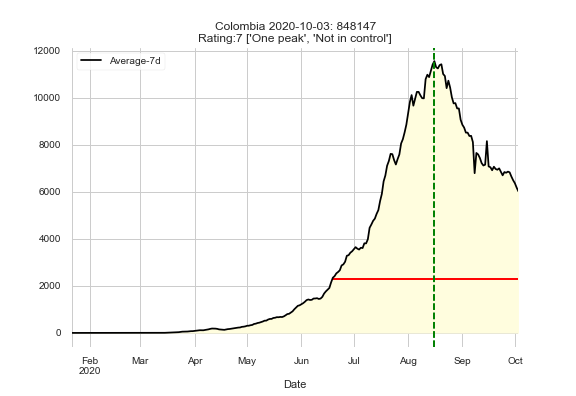 Colombia 2020-10-03: 848147
Rating:7 ['One peak', 'Not in control']
12000
Average-7d
10000
8000
6000
4000
2000
0
Feb Mar Apr May Jun Jul Aug Sep Oct
2020
Date